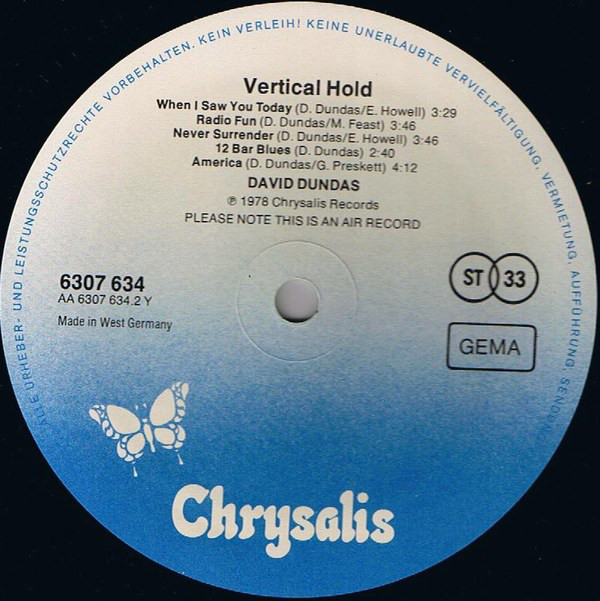 ALLE URHEBER- UND LEISTUNGSSCHUTZRECHTE VORBEHALTEN. KEIN VERLEIH! KEINE UNERLAUBTE VERVIELFÄLTIGUNG, VERMIETUNG, AUFFÜHRUNG, SENDUNG
Vertical Hold
When I Saw You Today (D. Dundas/E. Howell) 3:29
Radio Fun (D. Dundas/M. Feast) 3:46
Never Surrender (D. Dundas/E. Howell) 3:46
12 Bar Blues (D. Dundas) 2:40
America (D. Dundas/G. Preskett) 4:12
DAVID DUNDAS
℗ 1978 Chrysalis Records
PLEASE NOTE THIS IS AN AIR RECORD
6307 634
AA 6307 634.2 Y
Made in West Germany
ST 33
GEMA
Chrysalis